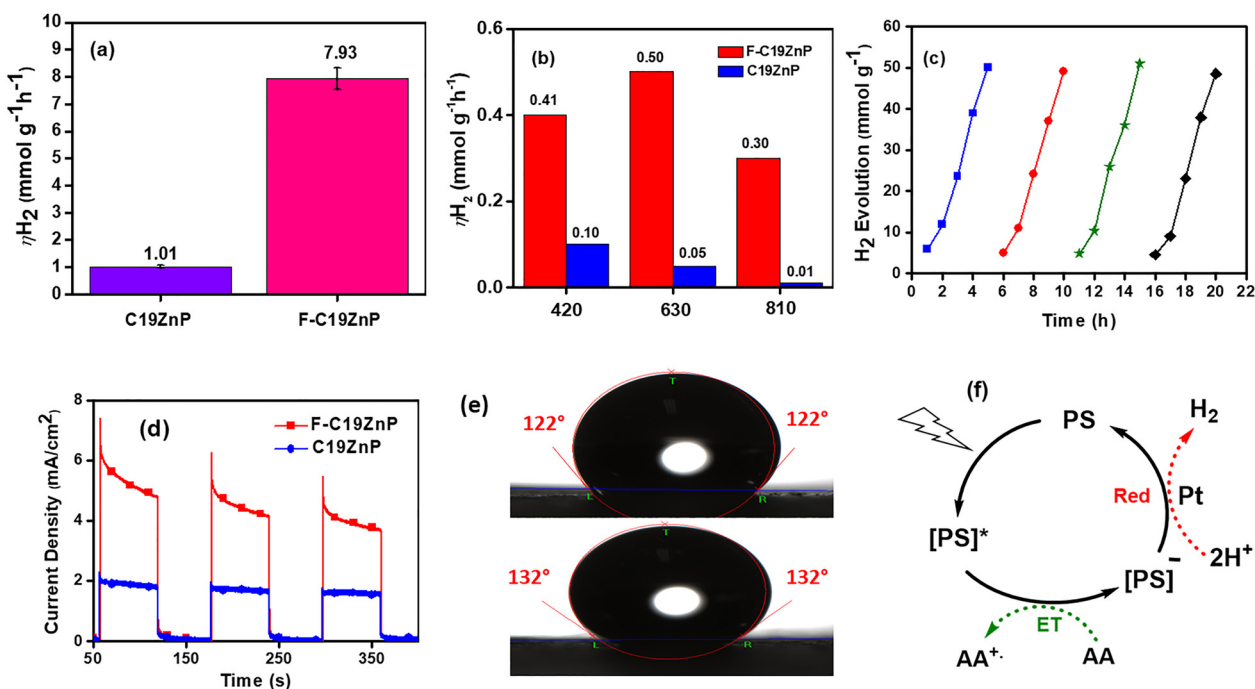 (a)
ηH2 (mmol g-1h-1)
10
9
8
7
6
5
4
3
2
1
0
1.01
7.93
C19ZnP
F-C19ZnP
(b)
ηH2 (mmol g-1h-1)
0.6
0.4
0.2
0.0
F-C19ZnP
C19ZnP
0.41
0.10
0.50
0.05
0.30
0.01
420
630
810
(c)
H2 Evolution (mmol g-1)
60
50
40
30
20
10
0
0 2 4 6 8 10 12 14 16 18 20 22
Time (h)
(d)
Current Density (mA/cm2)
8
6
4
2
0
F-C19ZnP
C19ZnP
50 150 250 350
Time (s)
(e)
T
122° 122°
L R
T
132° 132°
L R
(f)
PS
H2
Red
Pt
2H+
[PS]*
[PS]-
ET
AA+.
AA